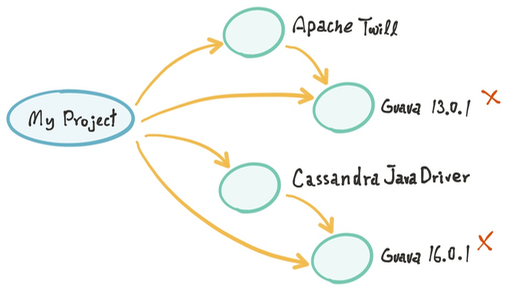 Apache Twill
Guava 13.0.1 X
My Project
Cassandra Java Driver
Guava 16.0.1 X